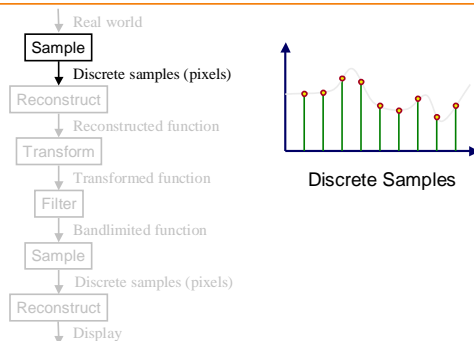 Real world
Sample
Discrete samples (pixels)
Reconstruct
Reconstructed function
Transform
Transformed function
Filter
Bandlimited function
Sample
Discrete samples (pixels)
Reconstruct
Display
Discrete Samples